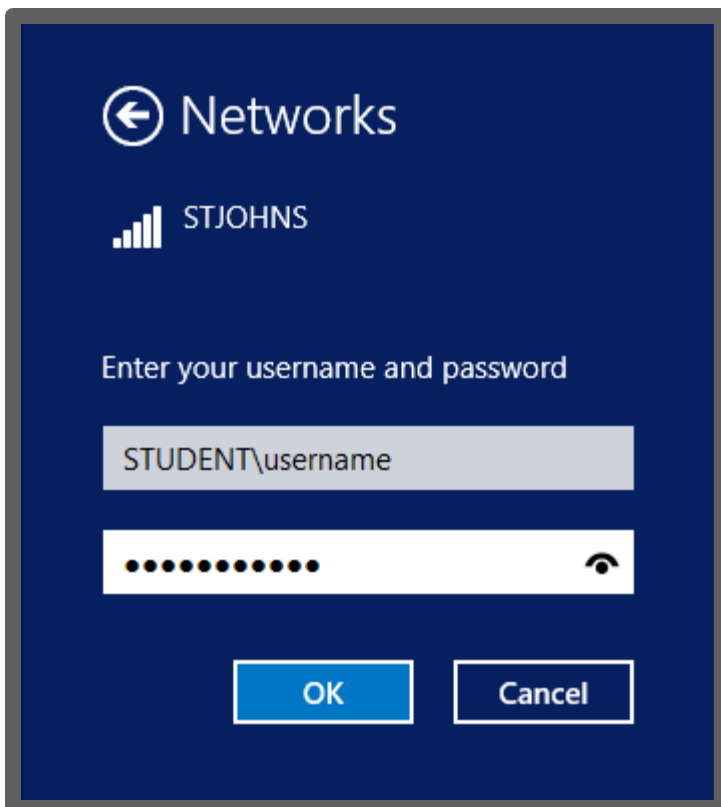 Networks
STJOHNS
Enter your username and password
STUDENT\username
●●●●●●●●●●●
OK
Cancel